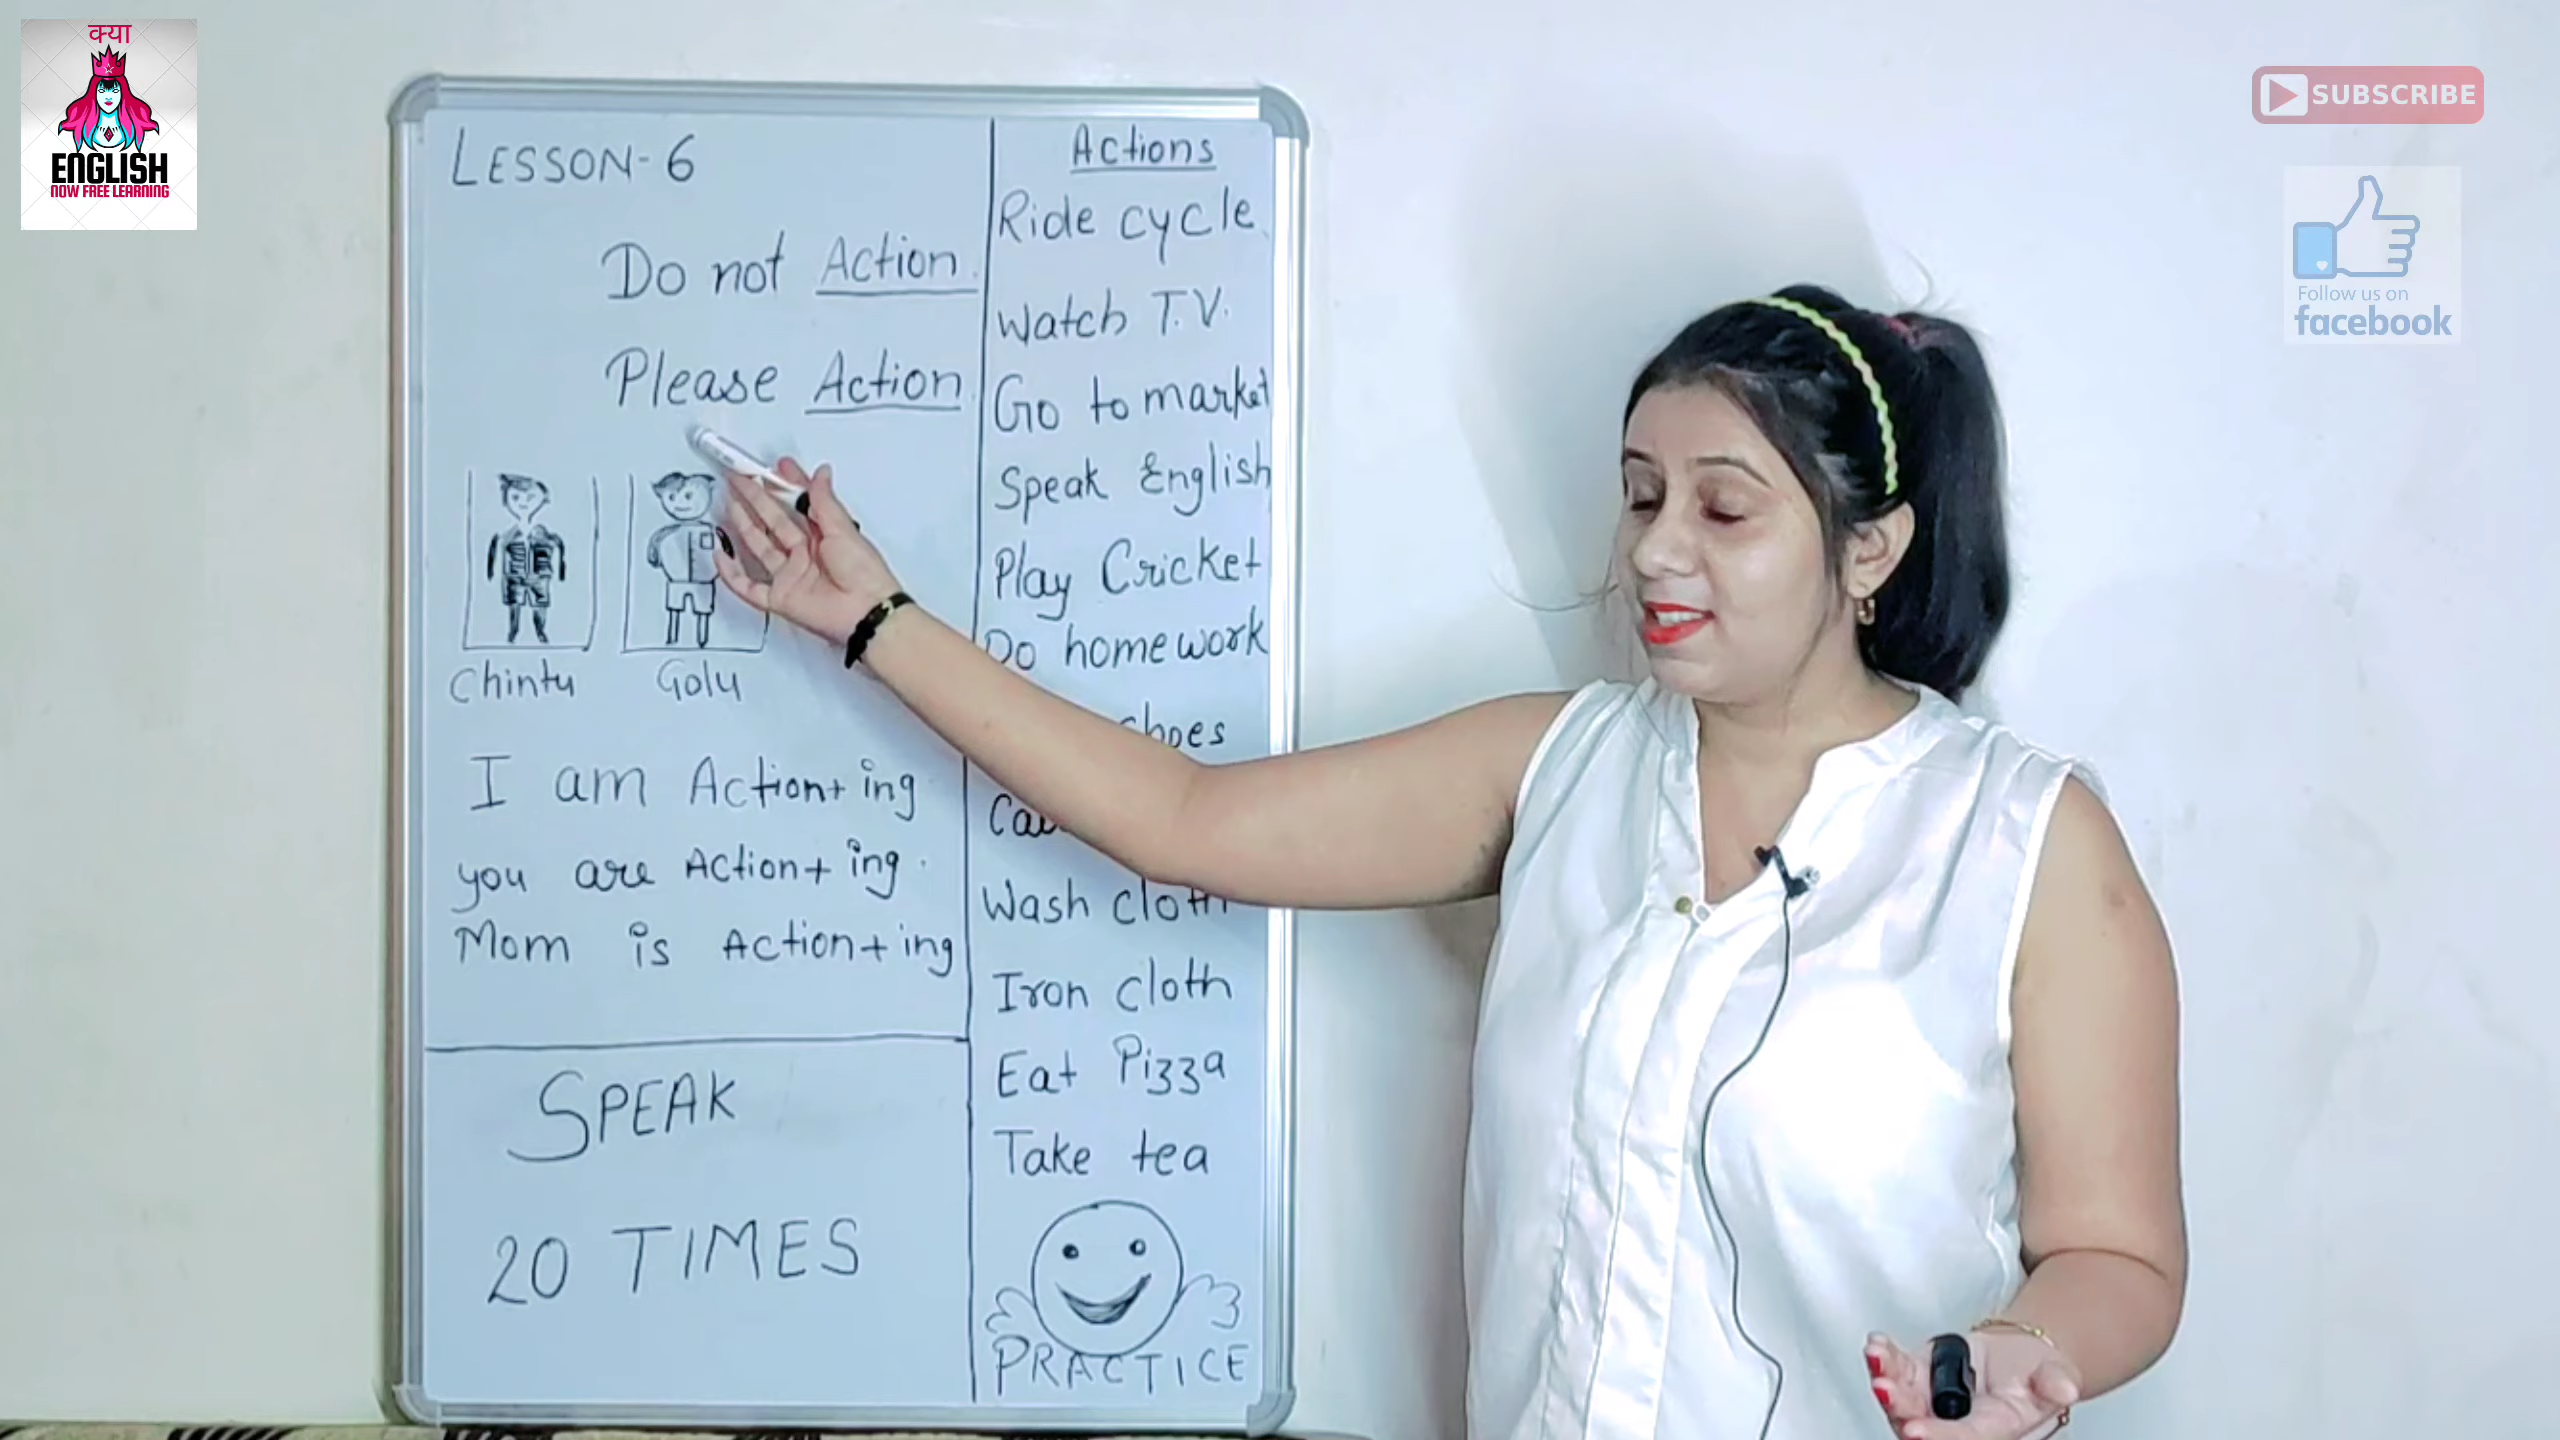 क्या
ENGLISH
NOW FREE LEARNING
LESSON-6
Do not Action.
Please Action.
Chintu
Golu
I am Action+ing
you are Action+ing.
Mom is Action+ing
SPEAK
20 TIMES
Actions
Ride cycle
Watch T.V.
Go to market
Speak English
Play Cricket
Do homework
shoes
Wash cloth
Iron cloth
Eat Pizza
Take tea
PRACTICE
SUBSCRIBE
Follow us on
facebook